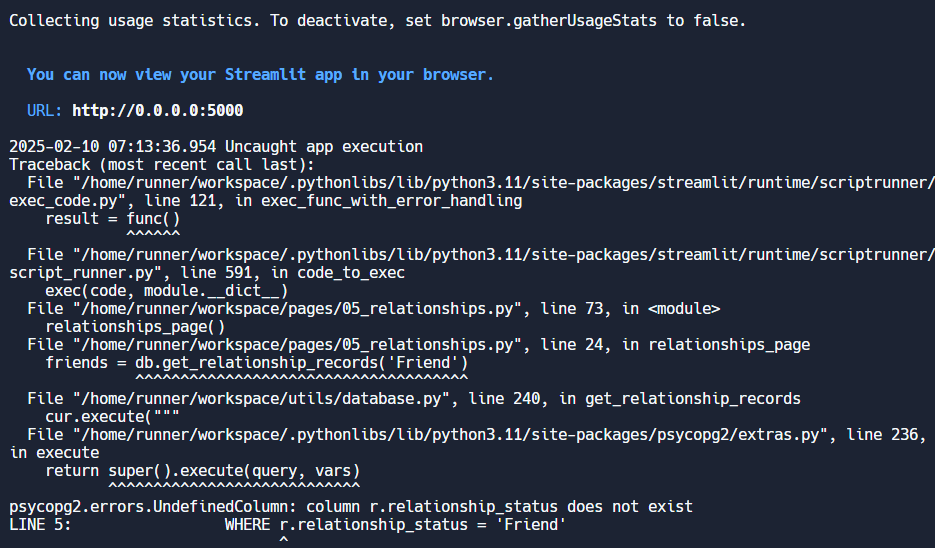 Collecting usage statistics. To deactivate, set browser.gatherUsageStats to false.
You can now view your Streamlit app in your browser.
URL: http://0.0.0.0:5000
2025-02-10 07:13:36.954 Uncaught app execution
Traceback (most recent call last):
  File "/home/runner/workspace/.pythonlibs/lib/python3.11/site-packages/streamlit/runtime/scriptrunner/
exec_code.py", line 121, in exec_func_with_error_handling
    result = func()
             ^^^^^^
  File "/home/runner/workspace/.pythonlibs/lib/python3.11/site-packages/streamlit/runtime/scriptrunner/
script_runner.py", line 591, in code_to_exec
    exec(code, module.__dict__)
  File "/home/runner/workspace/pages/05_relationships.py", line 73, in <module>
    relationships_page()
  File "/home/runner/workspace/pages/05_relationships.py", line 24, in relationships_page
    friends = db.get_relationship_records('Friend')
              ^^^^^^^^^^^^^^^^^^^^^^^^^^^^^^^^^^^^^
  File "/home/runner/workspace/utils/database.py", line 240, in get_relationship_records
    cur.execute("""
  File "/home/runner/workspace/.pythonlibs/lib/python3.11/site-packages/psycopg2/extras.py", line 236,
in execute
    return super().execute(query, vars)
           ^^^^^^^^^^^^^^^^^^^^^^^^^^^^
psycopg2.errors.UndefinedColumn: column r.relationship_status does not exist
LINE 5:                 WHERE r.relationship_status = 'Friend'
                              ^